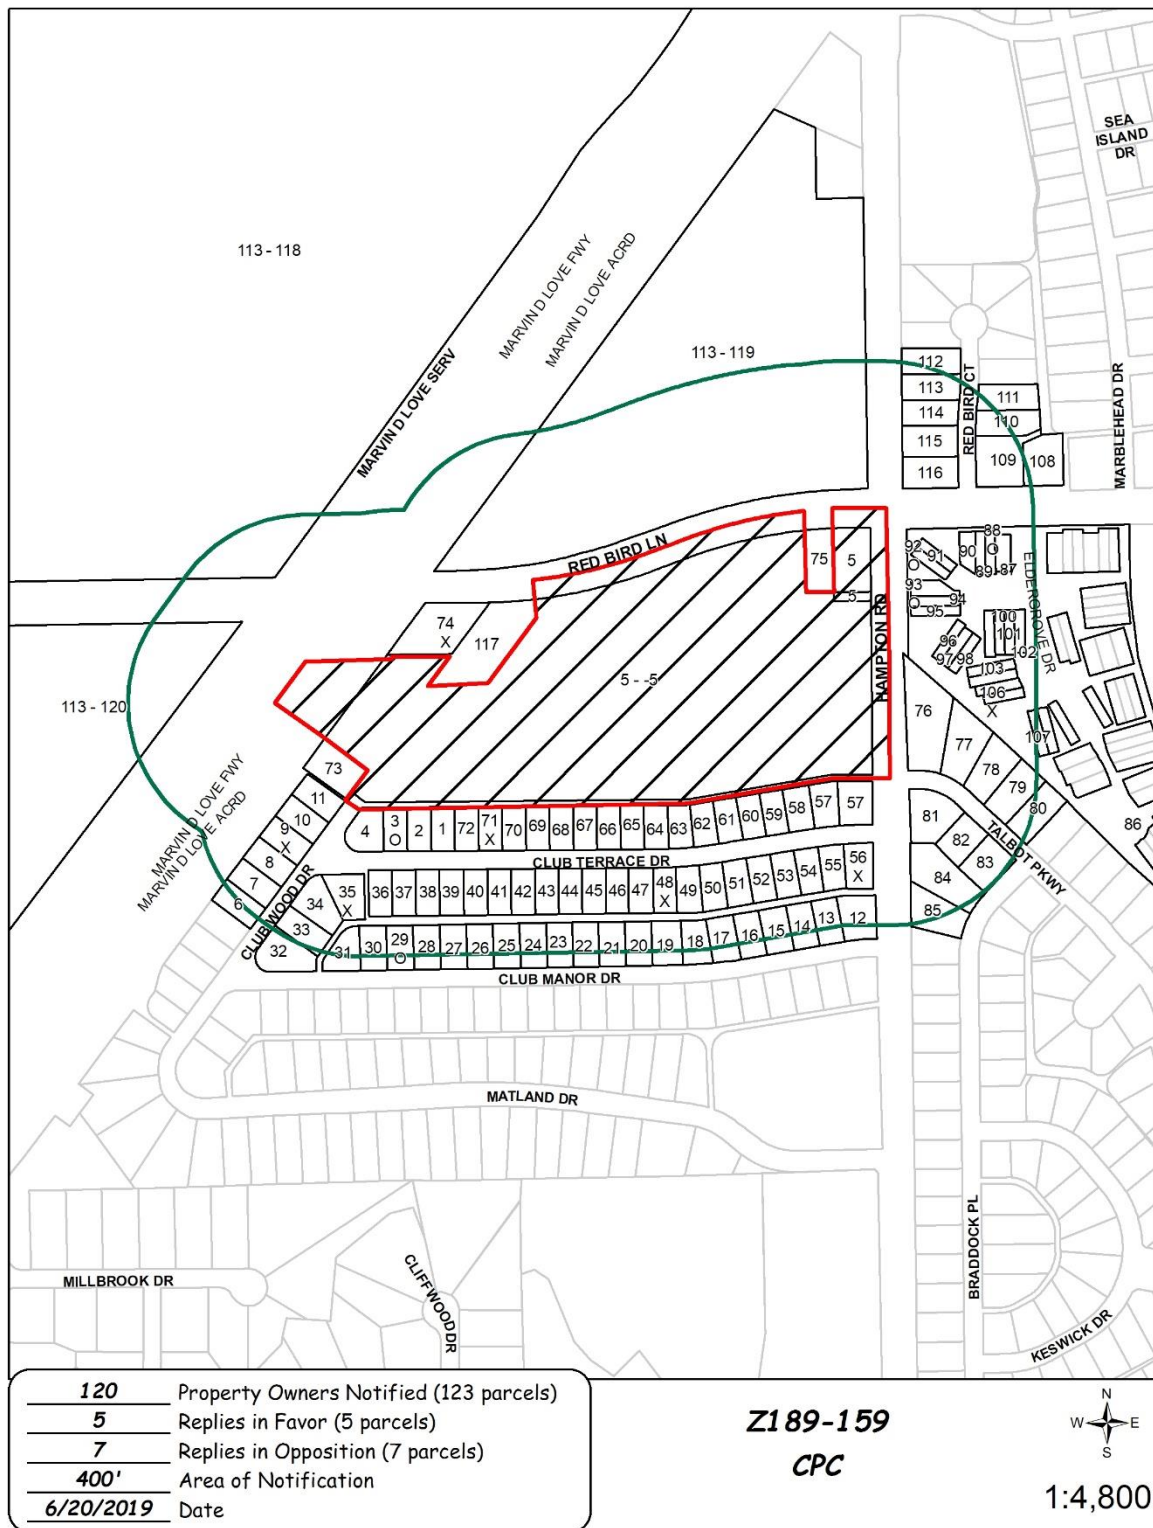 SEA
ISLAND
DR
113 - 118
MARVIN D LOVE FWY
MARVIN D LOVE ACRD
MARVIN D LOVE SERV
113 - 119
112
113
114
115
116
RED BIRD CT
111
110
109
108
MARBLEHEAD DR
RED BIRD LN
75
5
5
HAMPTON RD
92
O
91
90
88
O
89
87
93
O
94
95
ELDERGROVE DR
96
97
98
100
101
102
103
106
X
107
74
X
117
5 - -5
113 - 120
73
76
77
78
79
80
86
MARVIN D LOVE FWY
MARVIN D LOVE ACRD
11
10
9
X
8
7
6
4
3
O
2
1
72
71
X
70
69
68
67
66
65
64
63
62
61
60
59
58
57
57
81
82
83
84
85
TALBOT PKWY
CLUB TERRACE DR
CLUB WOOD DR
35
X
34
33
32
36
37
38
39
40
41
42
43
44
45
46
47
48
X
49
50
51
52
53
54
55
56
X
31
30
29
O
28
27
26
25
24
23
22
21
20
19
18
17
16
15
14
13
12
CLUB MANOR DR
MATLAND DR
BRADDOCK PL
MILLBROOK DR
CLIFFWOOD DR
KESWICK DR
120 Property Owners Notified (123 parcels)
5 Replies in Favor (5 parcels)
7 Replies in Opposition (7 parcels)
400' Area of Notification
6/20/2019 Date
Z189-159
CPC
N
W E
S
1:4,800